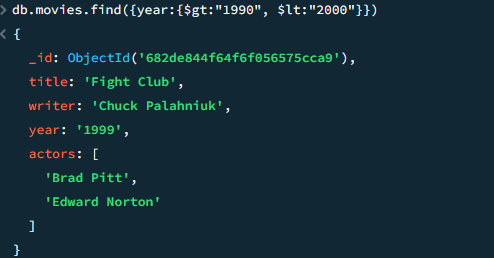 > db.movies.find({year:{$gt:"1990", $lt:"2000"}})
< {
_id: ObjectId('682de844f64f6f056575cca9'),
title: 'Fight Club',
writer: 'Chuck Palahniuk',
year: '1999',
actors: [
'Brad Pitt',
'Edward Norton'
]
}